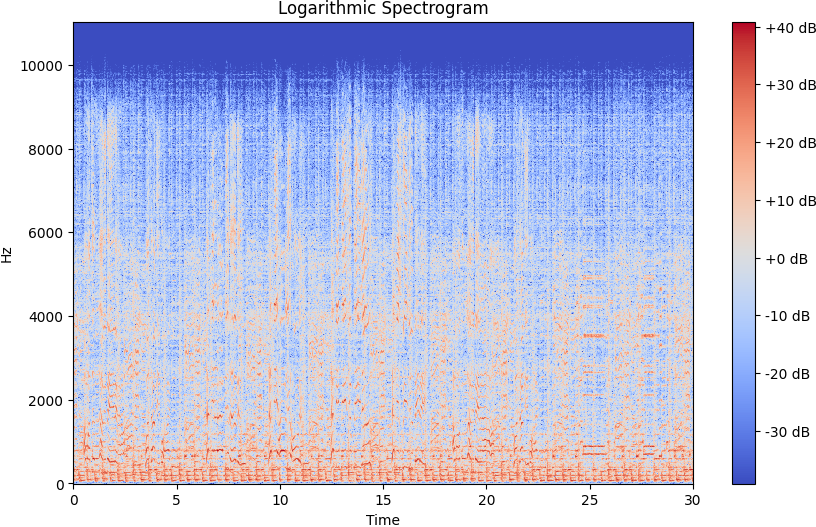 Logarithmic Spectrogram
Hz
10000
8000
6000
4000
2000
0
0 5 10 15 20 25 30
Time
+40 dB
+30 dB
+20 dB
+10 dB
+0 dB
-10 dB
-20 dB
-30 dB